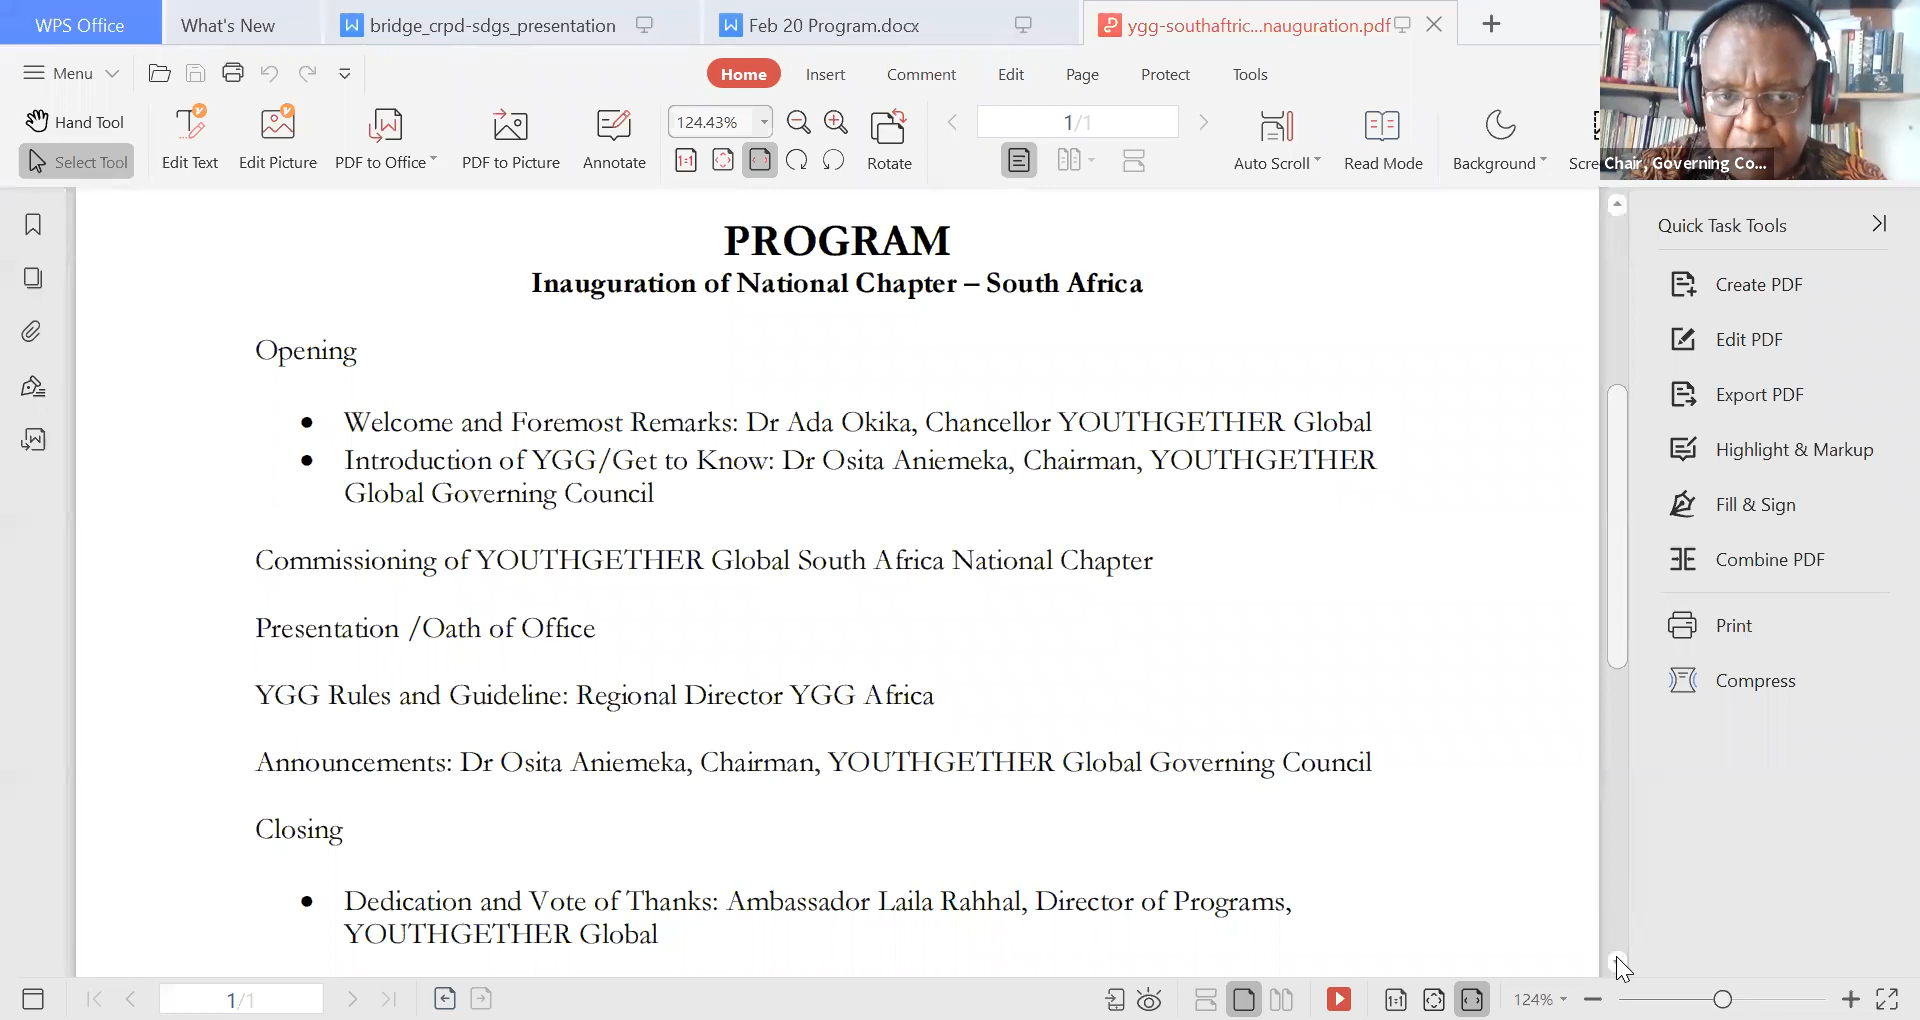 WPS Office
What's New
bridge_crpd-sdgs_presentation
Feb 20 Program.docx
ygg-southaftric...nauguration.pdf
Menu
Home
Insert
Comment
Edit
Page
Protect
Tools
Hand Tool
Select Tool
Edit Text
Edit Picture
PDF to Office
PDF to Picture
Annotate
124.43%
1:1
Rotate
1/1
Auto Scroll
Read Mode
Background
Scre
Chair, Governing Co...
PROGRAM
Inauguration of National Chapter – South Africa
Opening
● Welcome and Foremost Remarks: Dr Ada Okika, Chancellor YOUTHGETHER Global
● Introduction of YGG/Get to Know: Dr Osita Aniemeka, Chairman, YOUTHGETHER
Global Governing Council
Commissioning of YOUTHGETHER Global South Africa National Chapter
Presentation /Oath of Office
YGG Rules and Guideline: Regional Director YGG Africa
Announcements: Dr Osita Aniemeka, Chairman, YOUTHGETHER Global Governing Council
Closing
● Dedication and Vote of Thanks: Ambassador Laila Rahhal, Director of Programs,
YOUTHGETHER Global
Quick Task Tools
Create PDF
Edit PDF
Export PDF
Highlight & Markup
Fill & Sign
Combine PDF
Print
Compress
1/1
1:1
124%